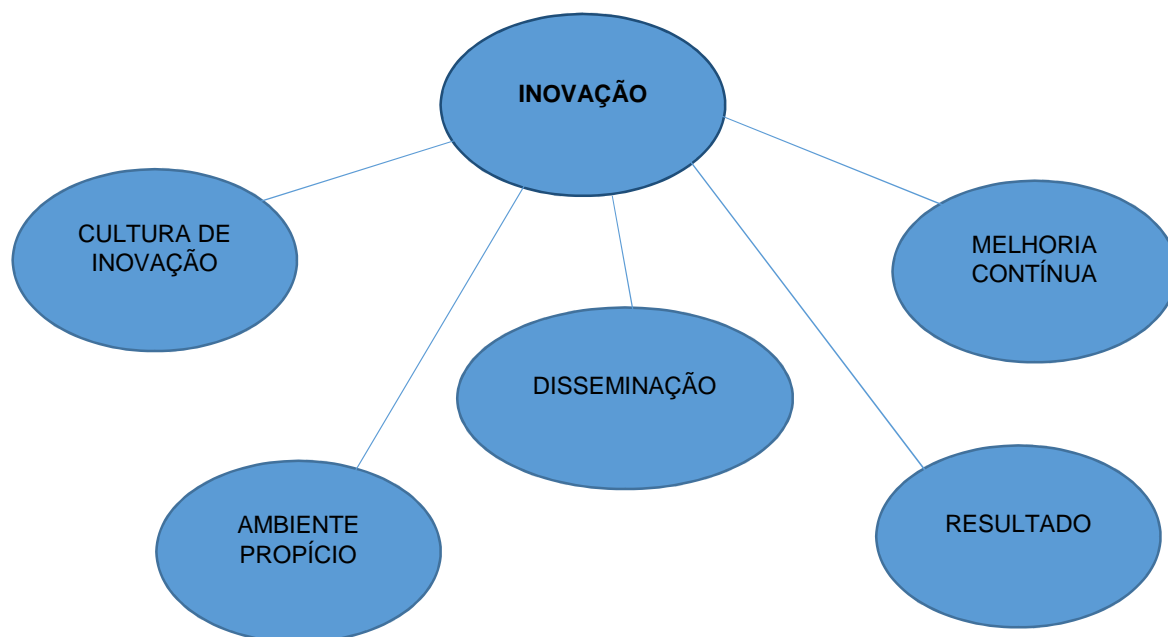 INOVAÇÃO
CULTURA DE
INOVAÇÃO
MELHORIA
CONTÍNUA
DISSEMINAÇÃO
AMBIENTE
PROPÍCIO
RESULTADO